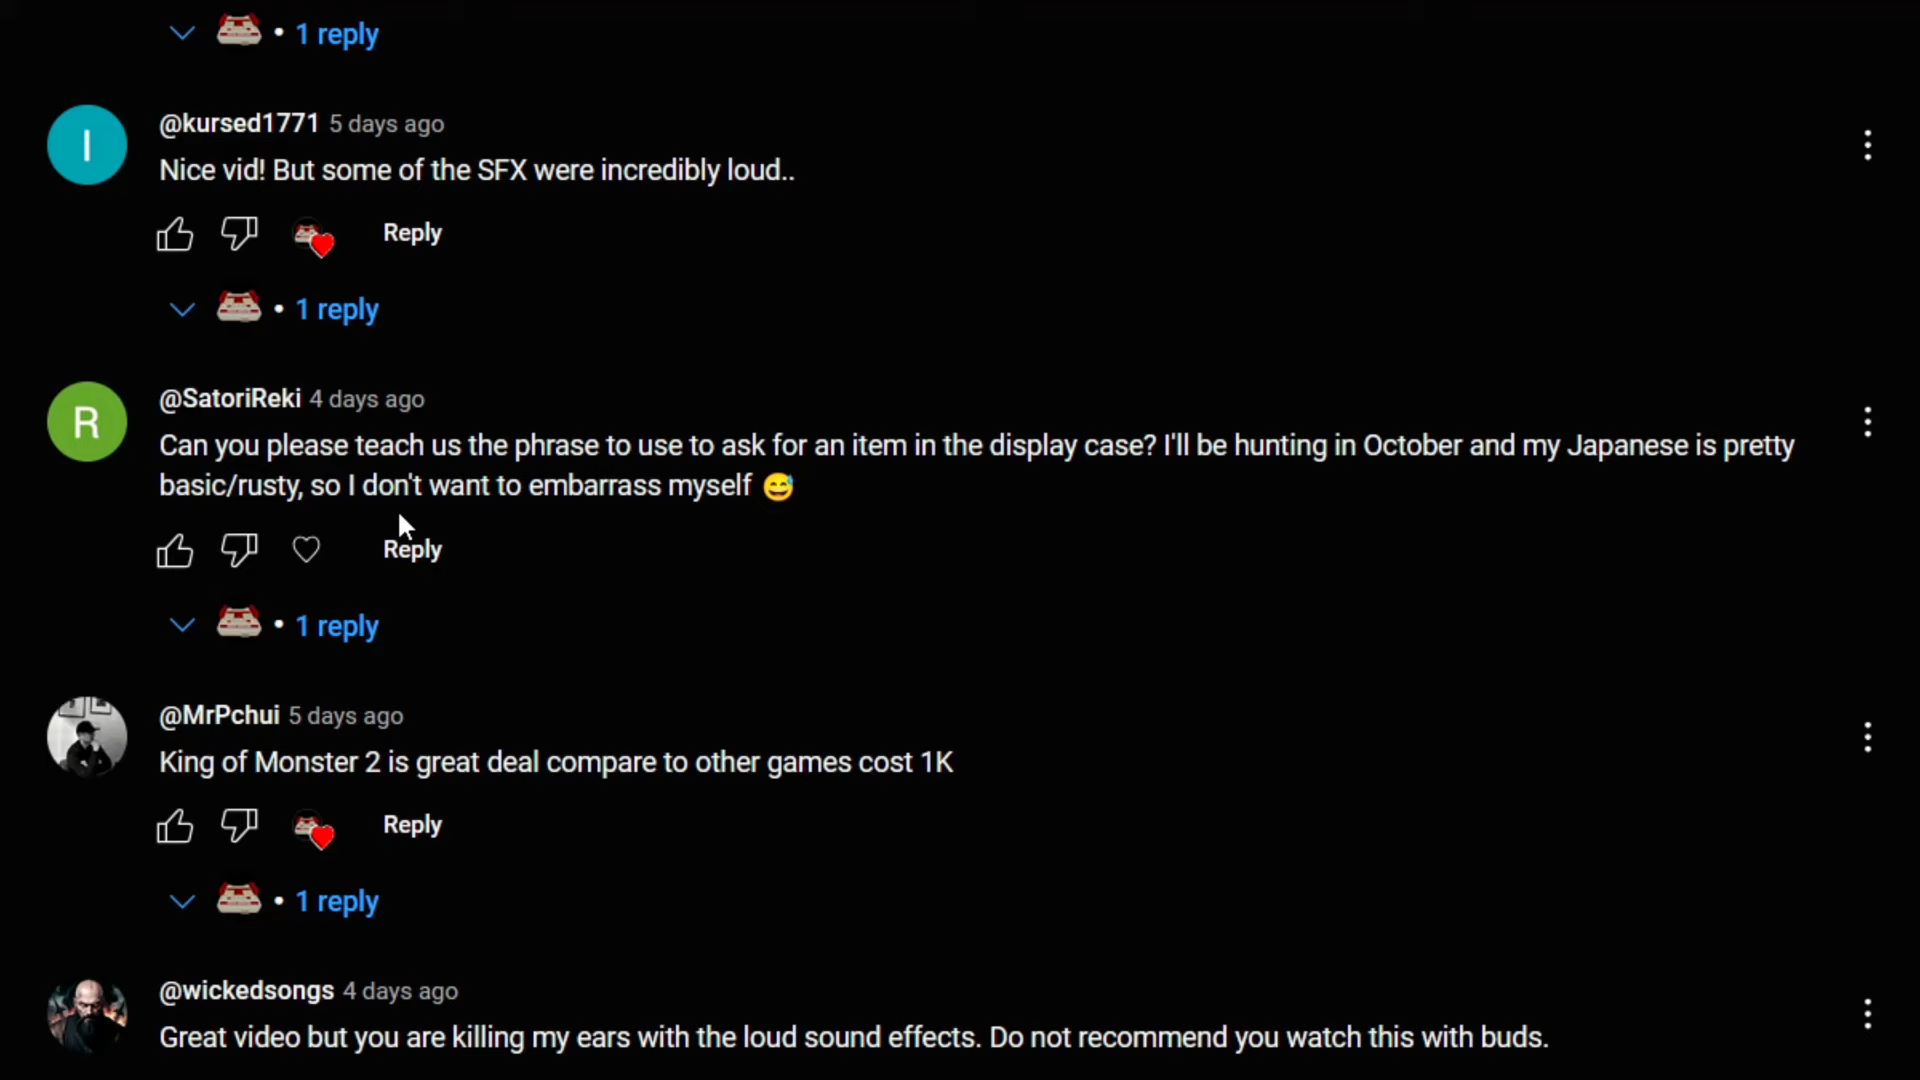 • 1 reply
I
@kursed1771 5 days ago
Nice vid! But some of the SFX were incredibly loud..
Reply
• 1 reply
R
@SatoriReki 4 days ago
Can you please teach us the phrase to use to ask for an item in the display case? I'll be hunting in October and my Japanese is pretty
basic/rusty, so I don't want to embarrass myself 😅
Reply
• 1 reply
@MrPchui 5 days ago
King of Monster 2 is great deal compare to other games cost 1K
Reply
• 1 reply
@wickedsongs 4 days ago
Great video but you are killing my ears with the loud sound effects. Do not recommend you watch this with buds.